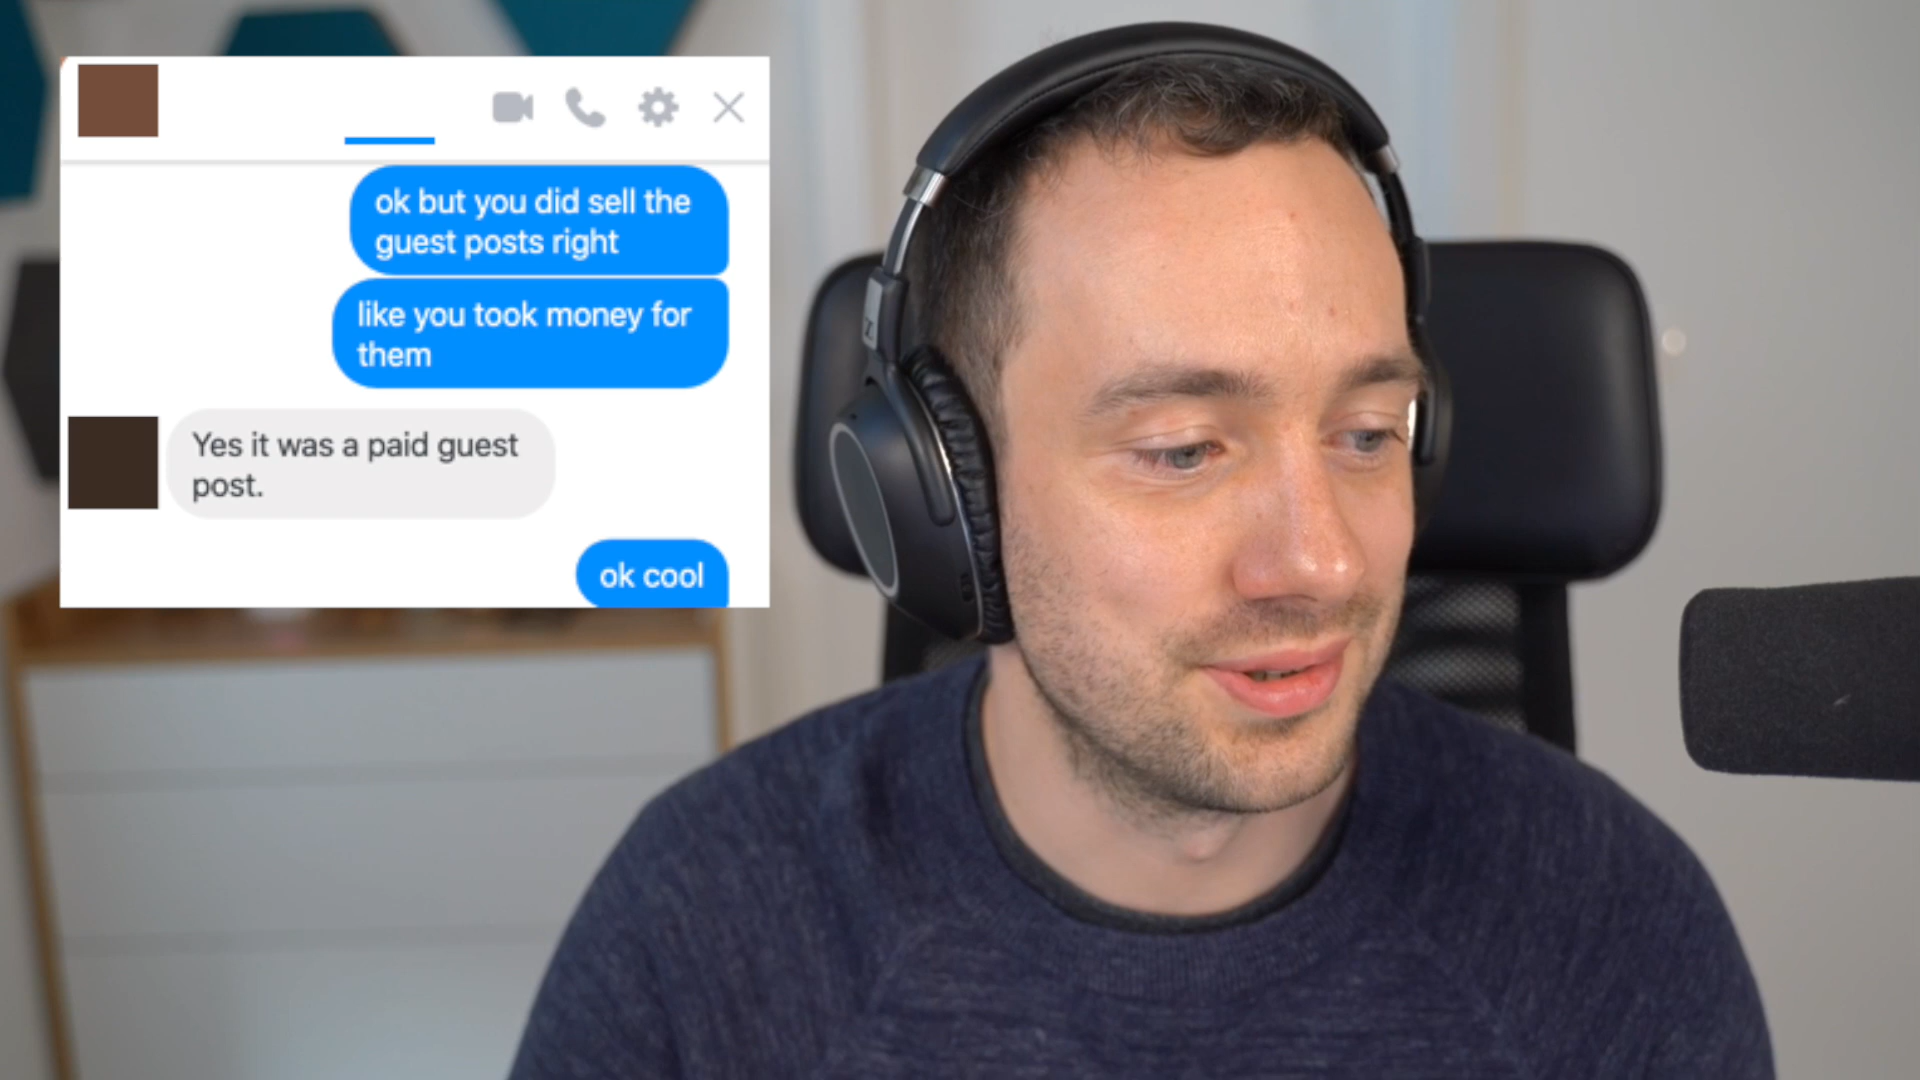 ok but you did sell the
guest posts right
like you took money for
them
Yes it was a paid guest
post.
ok cool